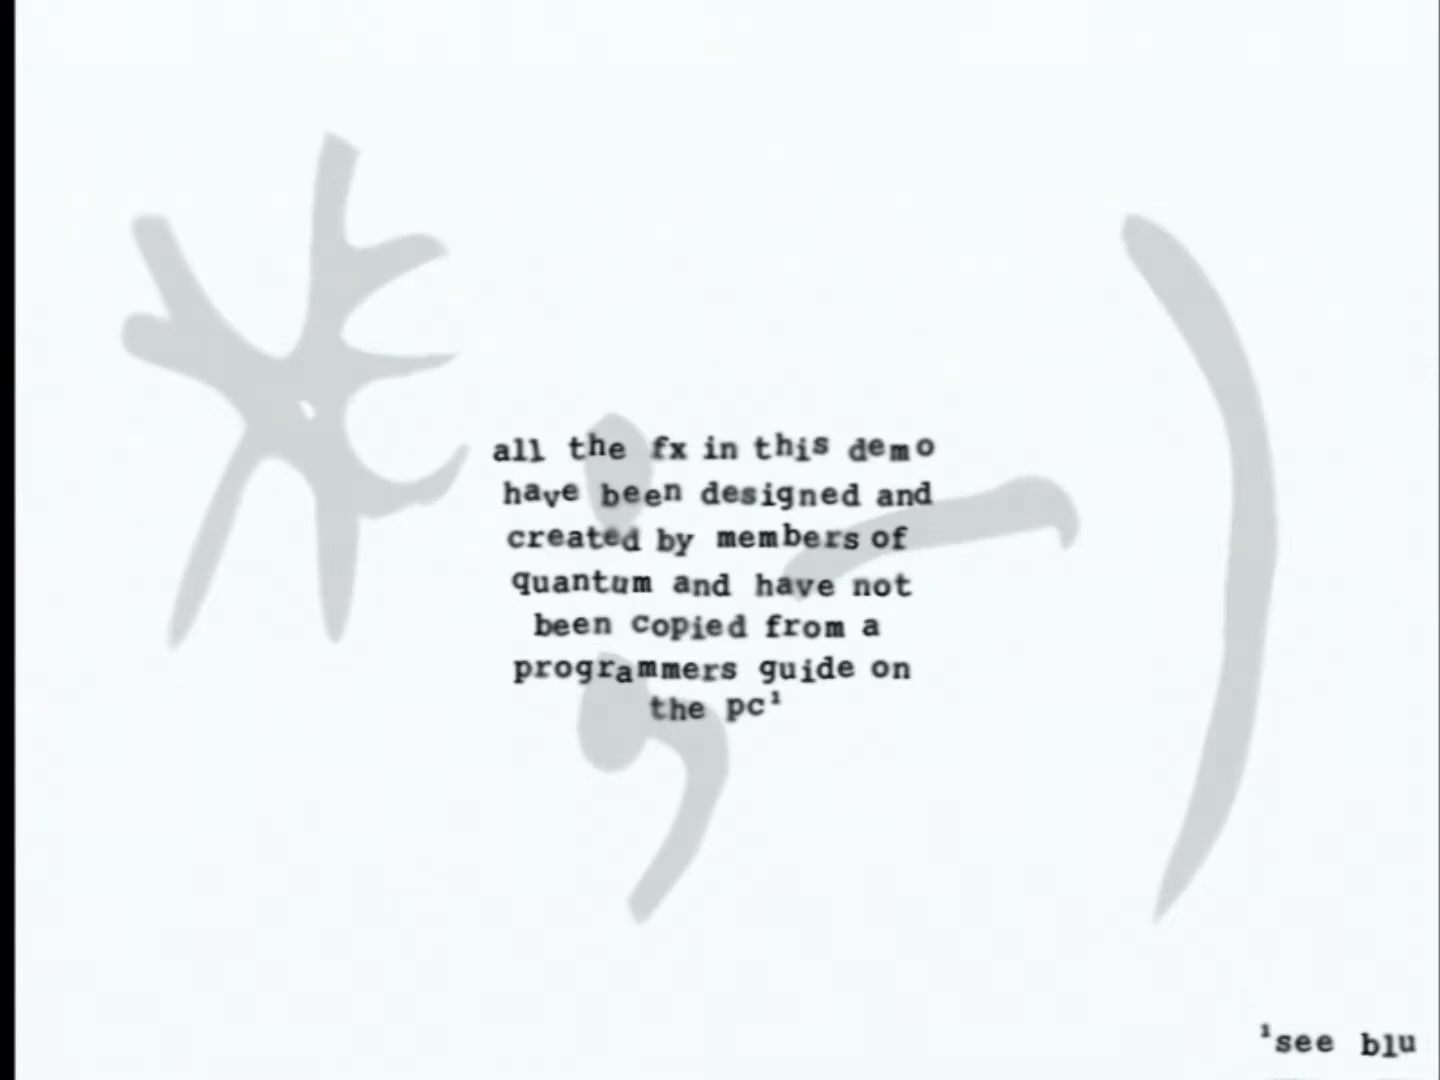 all the fx in this demo
have been designed and
created by members of
quantum and have not
been copied from a
programmers guide on
the pc¹
¹see blu